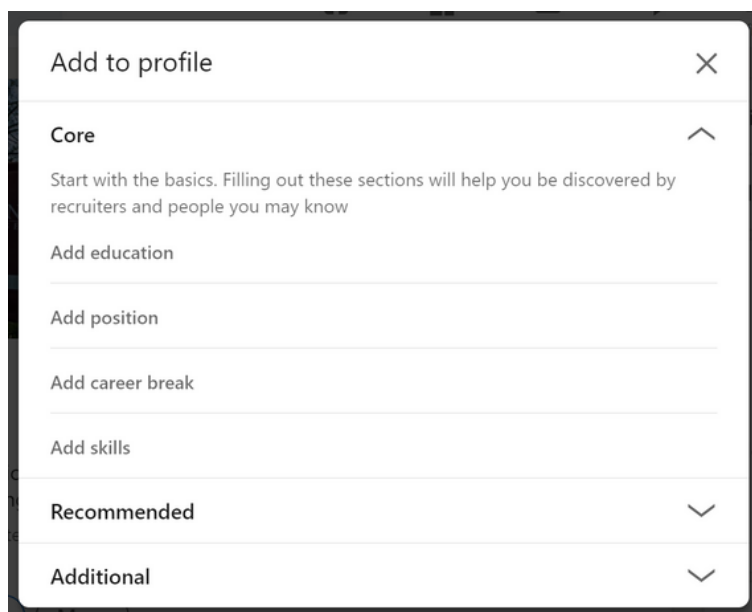 Add to profile
Core
Start with the basics. Filling out these sections will help you be discovered by
recruiters and people you may know
Add education
Add position
Add career break
Add skills
Recommended
Additional